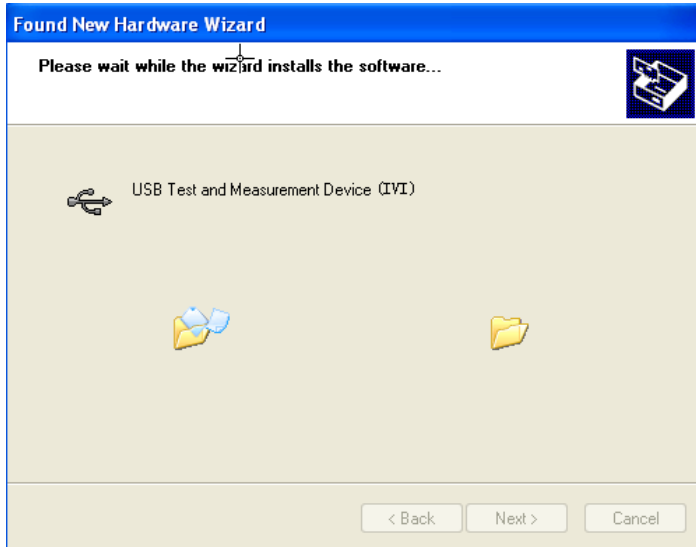 Found New Hardware Wizard
Please wait while the wizard installs the software...
USB Test and Measurement Device (IVI)
< Back
Next >
Cancel